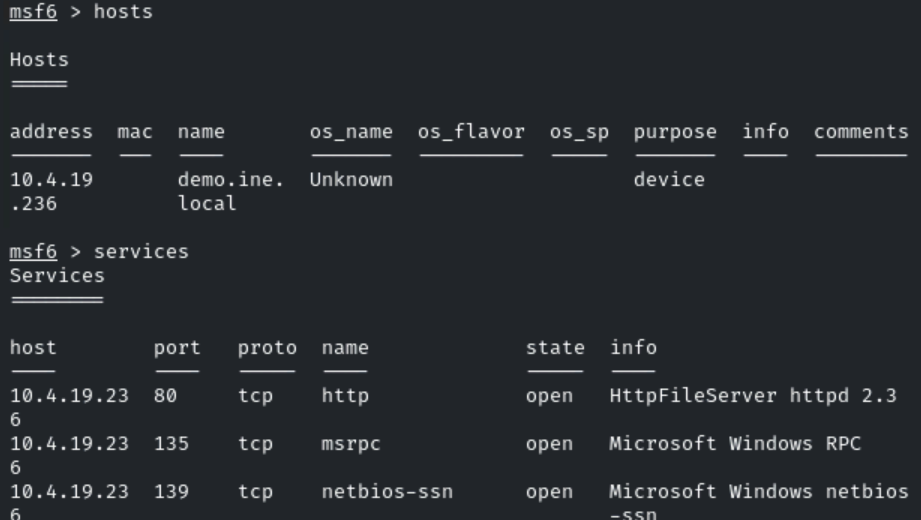 msf6 > hosts
Hosts
address mac name os_name os_flavor os_sp purpose info comments
10.4.19 demo.ine. Unknown device
.236 local
msf6 > services
Services
host port proto name state info
10.4.19.23 80 tcp http open HttpFileServer httpd 2.3
6
10.4.19.23 135 tcp msrpc open Microsoft Windows RPC
6
10.4.19.23 139 tcp netbios-ssn open Microsoft Windows netbios
6 -ssn